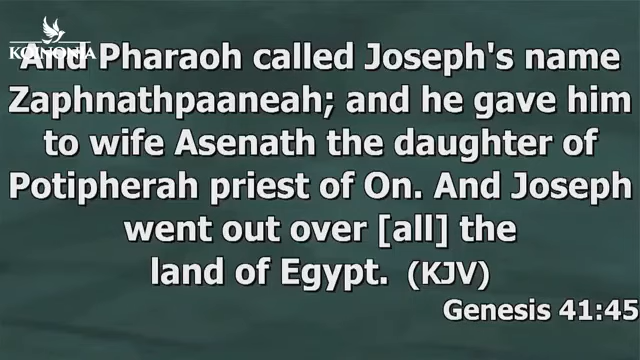 KOINONIA
And Pharaoh called Joseph's name
Zaphnathpaaneah; and he gave him
to wife Asenath the daughter of
Potipherah priest of On. And Joseph
went out over [all] the
land of Egypt. (KJV)
Genesis 41:45